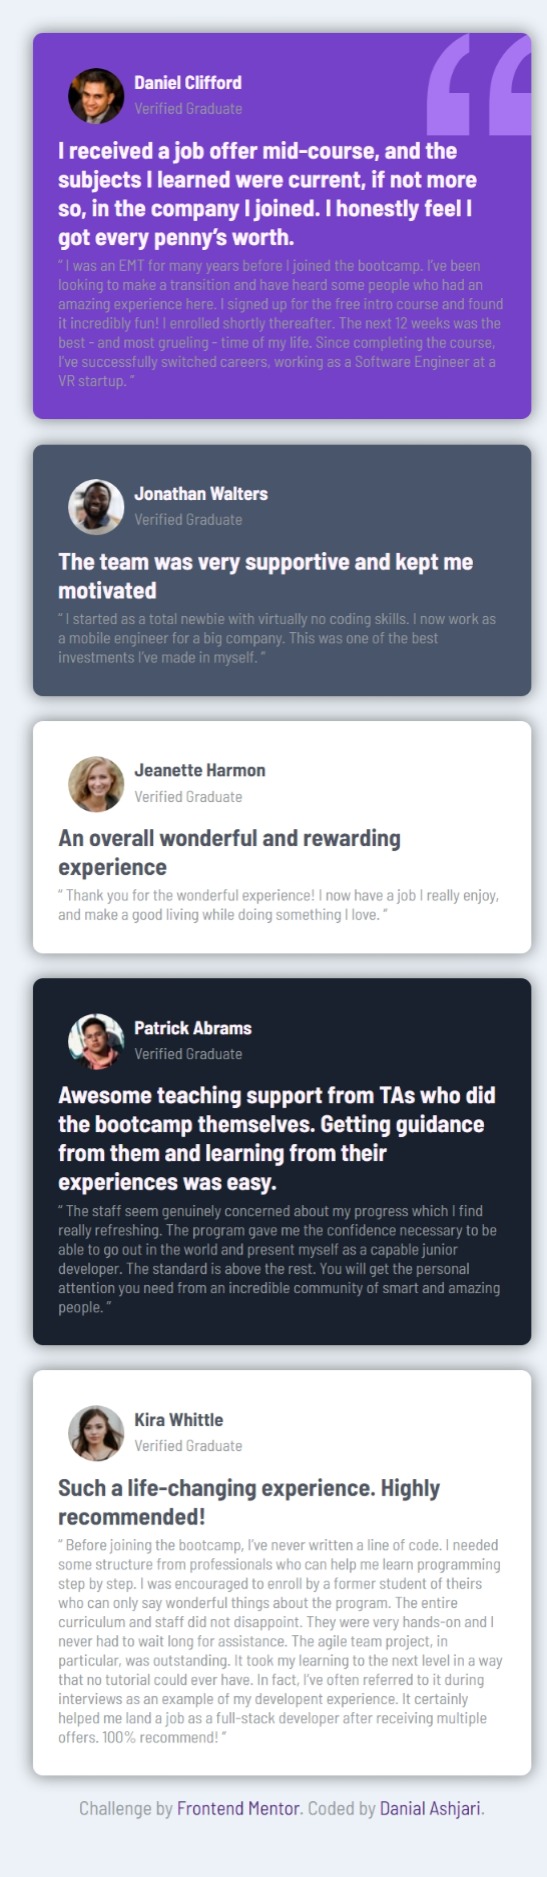 Daniel Clifford
Verified Graduate
I received a job offer mid-course, and the
subjects I learned were current, if not more
so, in the company I joined. I honestly feel I
got every penny’s worth.
“ I was an EMT for many years before I joined the bootcamp. I’ve been
looking to make a transition and have heard some people who had an
amazing experience here. I signed up for the free intro course and found
it incredibly fun! I enrolled shortly thereafter. The next 12 weeks was the
best - and most grueling - time of my life. Since completing the course,
I’ve successfully switched careers, working as a Software Engineer at a
VR startup. ”
Jonathan Walters
Verified Graduate
The team was very supportive and kept me
motivated
“ I started as a total newbie with virtually no coding skills. I now work as
a mobile engineer for a big company. This was one of the best
investments I’ve made in myself. ”
Jeanette Harmon
Verified Graduate
An overall wonderful and rewarding
experience
“ Thank you for the wonderful experience! I now have a job I really enjoy,
and make a good living while doing something I love. ”
Patrick Abrams
Verified Graduate
Awesome teaching support from TAs who did
the bootcamp themselves. Getting guidance
from them and learning from their
experiences was easy.
“ The staff seem genuinely concerned about my progress which I find
really refreshing. The program gave me the confidence necessary to be
able to go out in the world and present myself as a capable junior
developer. The standard is above the rest. You will get the personal
attention you need from an incredible community of smart and amazing
people. ”
Kira Whittle
Verified Graduate
Such a life-changing experience. Highly
recommended!
“ Before joining the bootcamp, I’ve never written a line of code. I needed
some structure from professionals who can help me learn programming
step by step. I was encouraged to enroll by a former student of theirs
who can only say wonderful things about the program. The entire
curriculum and staff did not disappoint. They were very hands-on and I
never had to wait long for assistance. The agile team project, in
particular, was outstanding. It took my learning to the next level in a way
that no tutorial could ever have. In fact, I’ve often referred to it during
interviews as an example of my developent experience. It certainly
helped me land a job as a full-stack developer after receiving multiple
offers. 100% recommend! ”
Challenge by Frontend Mentor. Coded by Danial Ashjari.